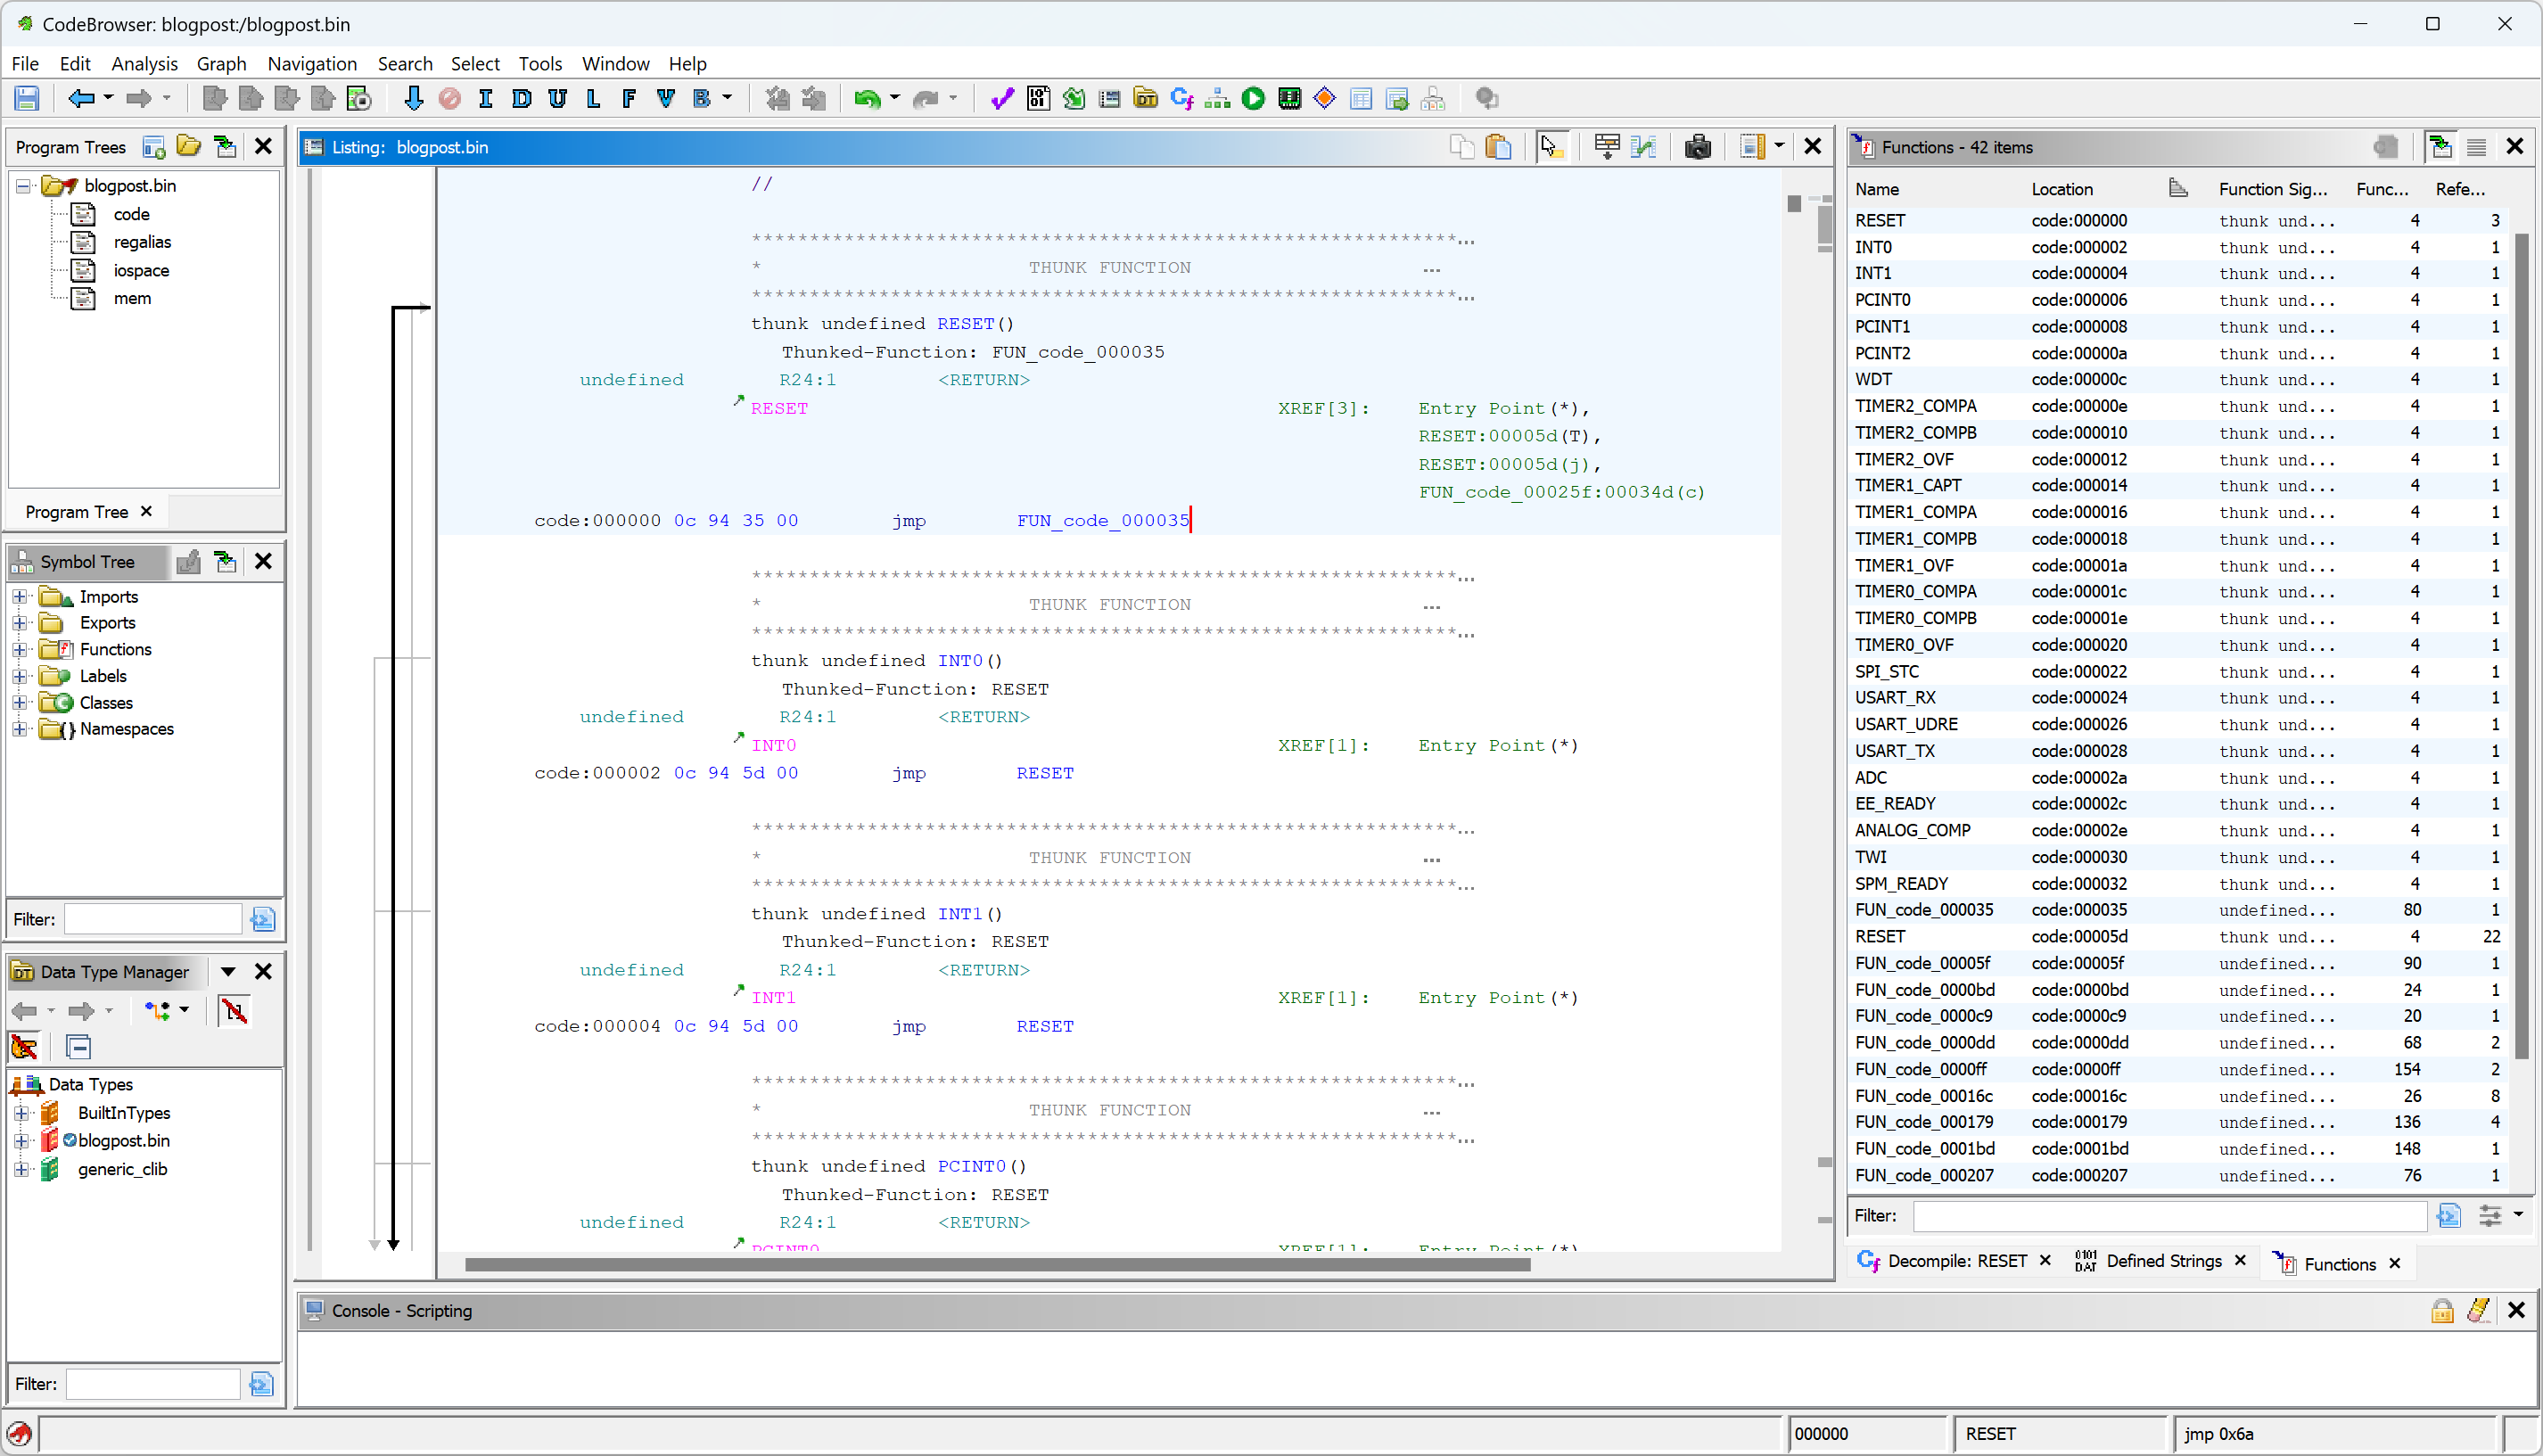 CodeBrowser: blogpost:/blogpost.bin
File Edit Analysis Graph Navigation Search Select Tools Window Help
I D U L F V B
Program Trees
blogpost.bin
code
regalias
iospace
mem
Program Tree
Symbol Tree
Imports
Exports
Functions
Labels
Classes
Namespaces
Filter:
Data Type Manager
Data Types
BuiltInTypes
blogpost.bin
generic_clib
Filter:
Listing: blogpost.bin
//
* THUNK FUNCTION ...
thunk undefined RESET()
Thunked-Function: FUN_code_000035
undefined R24:1 <RETURN>
RESET XREF[3]: Entry Point(*),
RESET:00005d(T),
RESET:00005d(j),
FUN_code_00025f:00034d(c)
code:000000 0c 94 35 00 jmp FUN_code_000035
* THUNK FUNCTION ...
thunk undefined INT0()
Thunked-Function: RESET
undefined R24:1 <RETURN>
INT0 XREF[1]: Entry Point(*)
code:000002 0c 94 5d 00 jmp RESET
* THUNK FUNCTION ...
thunk undefined INT1()
Thunked-Function: RESET
undefined R24:1 <RETURN>
INT1 XREF[1]: Entry Point(*)
code:000004 0c 94 5d 00 jmp RESET
* THUNK FUNCTION ...
thunk undefined PCINT0()
Thunked-Function: RESET
undefined R24:1 <RETURN>
PCINT0 XREF[1]: Entry Point(*)
Functions - 42 items
Name Location Function Sig... Func... Refe...
RESET code:000000 thunk und... 4 3
INT0 code:000002 thunk und... 4 1
INT1 code:000004 thunk und... 4 1
PCINT0 code:000006 thunk und... 4 1
PCINT1 code:000008 thunk und... 4 1
PCINT2 code:00000a thunk und... 4 1
WDT code:00000c thunk und... 4 1
TIMER2_COMPA code:00000e thunk und... 4 1
TIMER2_COMPB code:000010 thunk und... 4 1
TIMER2_OVF code:000012 thunk und... 4 1
TIMER1_CAPT code:000014 thunk und... 4 1
TIMER1_COMPA code:000016 thunk und... 4 1
TIMER1_COMPB code:000018 thunk und... 4 1
TIMER1_OVF code:00001a thunk und... 4 1
TIMER0_COMPA code:00001c thunk und... 4 1
TIMER0_COMPB code:00001e thunk und... 4 1
TIMER0_OVF code:000020 thunk und... 4 1
SPI_STC code:000022 thunk und... 4 1
USART_RX code:000024 thunk und... 4 1
USART_UDRE code:000026 thunk und... 4 1
USART_TX code:000028 thunk und... 4 1
ADC code:00002a thunk und... 4 1
EE_READY code:00002c thunk und... 4 1
ANALOG_COMP code:00002e thunk und... 4 1
TWI code:000030 thunk und... 4 1
SPM_READY code:000032 thunk und... 4 1
FUN_code_000035 code:000035 undefined... 80 1
RESET code:00005d thunk und... 4 22
FUN_code_00005f code:00005f undefined... 90 1
FUN_code_0000bd code:0000bd undefined... 24 1
FUN_code_0000c9 code:0000c9 undefined... 20 1
FUN_code_0000dd code:0000dd undefined... 68 2
FUN_code_0000ff code:0000ff undefined... 154 2
FUN_code_00016c code:00016c undefined... 26 8
FUN_code_000179 code:000179 undefined... 136 4
FUN_code_0001bd code:0001bd undefined... 148 1
FUN_code_000207 code:000207 undefined... 76 1
Filter:
Decompile: RESET Defined Strings Functions
Console - Scripting
000000 RESET jmp 0x6a